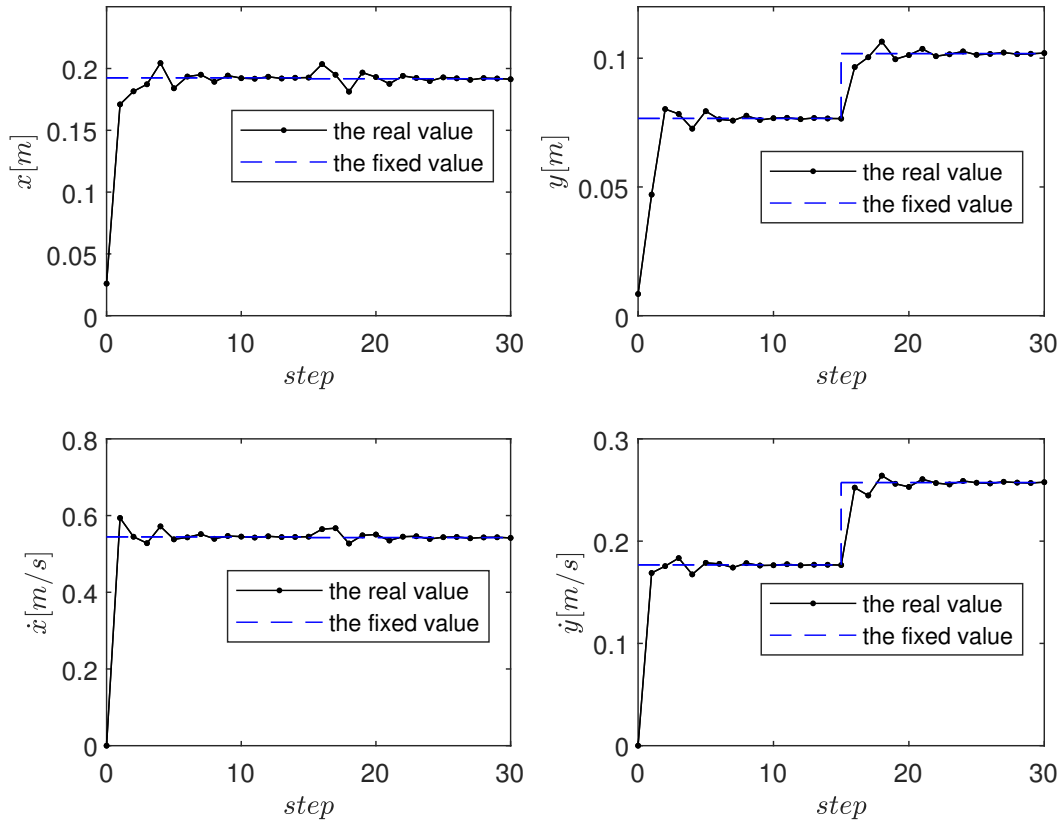 0.2
0.15
0.1
0.05
0
x[m]
the real value
the fixed value
0 10 20 30
step
0.1
0.05
0
y[m]
the real value
the fixed value
0 10 20 30
step
0.8
0.6
0.4
0.2
0
ẋ[m/s]
the real value
the fixed value
0 10 20 30
step
0.3
0.2
0.1
0
ẏ[m/s]
the real value
the fixed value
0 10 20 30
step